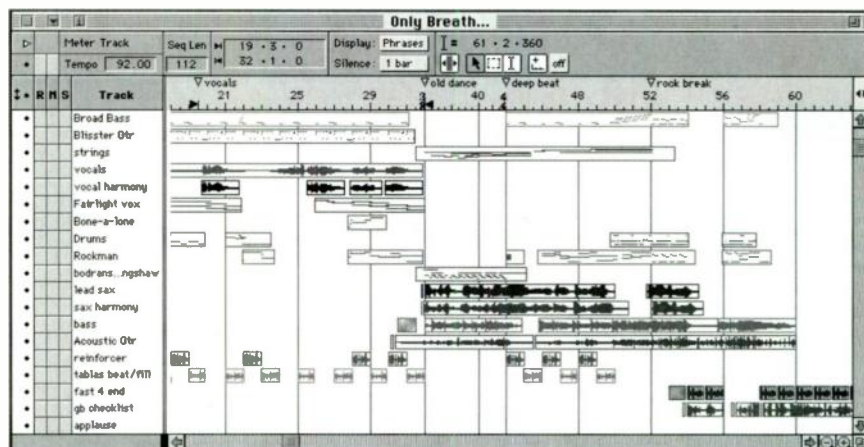 Only Breath...
Meter Track Seq Len 19 · 3 · 0 Display: Phrases = 61 · 2 · 360
Tempo 92.00 112 32 · 1 · 0 Silence: 1 bar off
vocals old dance deep beat rock break
R M S Track 21 25 29 40 48 52 56 60
Broad Bass
Blisster Gtr
strings
vocals
vocal harmony
Fairlight vox
Bone-a-lone
Drums
Rockman
bodrans...ngshaw
lead sax
sax harmony
bass
Acoustic Gtr
reinforcer
tablas beat/fill
fast 4 end
gb checklist
applause